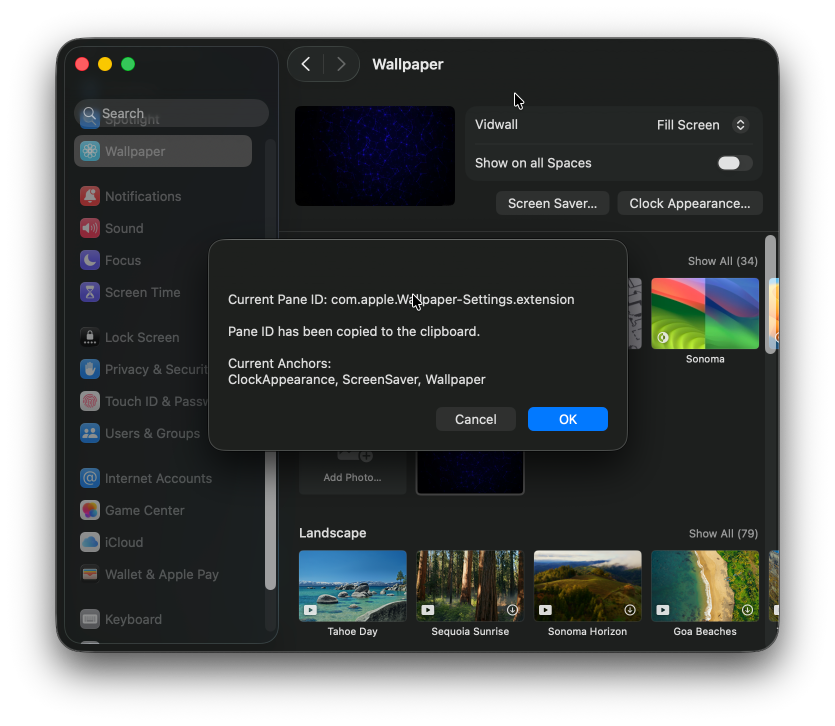 Wallpaper
Search
Spotlight
Wallpaper
Notifications
Sound
Focus
Screen Time
Lock Screen
Privacy & Securit
Touch ID & Passw
Users & Groups
Internet Accounts
Game Center
iCloud
Wallet & Apple Pay
Keyboard
Vidwall
Fill Screen
Show on all Spaces
Screen Saver...
Clock Appearance...
Show All (34)
Sonoma
Current Pane ID: com.apple.Wallpaper-Settings.extension
Pane ID has been copied to the clipboard.
Current Anchors:
ClockAppearance, ScreenSaver, Wallpaper
Cancel
OK
Add Photo...
Landscape
Show All (79)
Tahoe Day
Sequoia Sunrise
Sonoma Horizon
Goa Beaches